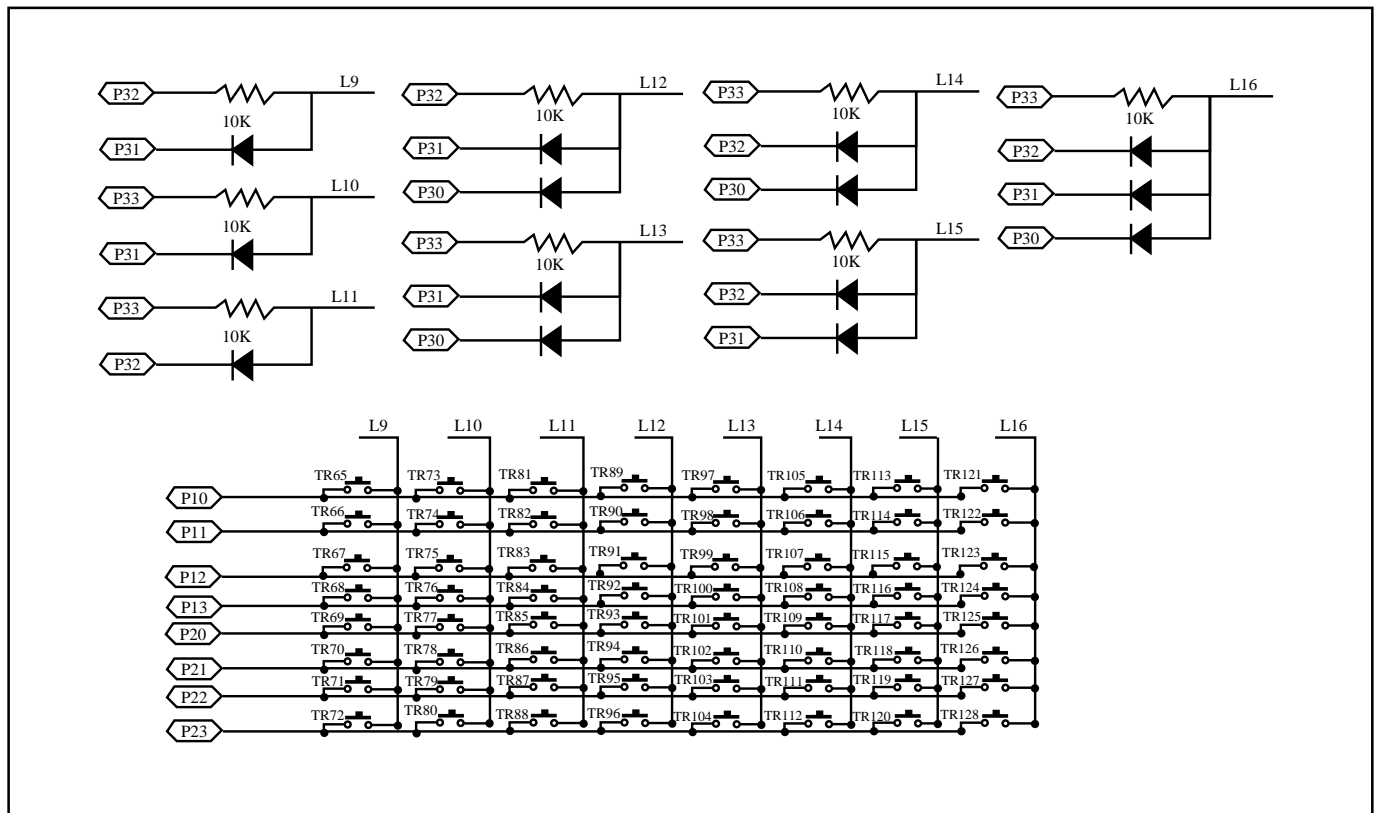 P32 L9
10K
P31
P33 L10
10K
P31
P33 L11
10K
P32
P32 L12
10K
P31
P30
P33 L13
10K
P31
P30
P33 L14
10K
P32
P30
P33 L15
10K
P32
P31
P33 L16
10K
P32
P31
P30
L9 L10 L11 L12 L13 L14 L15 L16
P10 TR65 TR73 TR81 TR89 TR97 TR105 TR113 TR121
P11 TR66 TR74 TR82 TR90 TR98 TR106 TR114 TR122
P12 TR67 TR75 TR83 TR91 TR99 TR107 TR115 TR123
P13 TR68 TR76 TR84 TR92 TR100 TR108 TR116 TR124
P20 TR69 TR77 TR85 TR93 TR101 TR109 TR117 TR125
P21 TR70 TR78 TR86 TR94 TR102 TR110 TR118 TR126
P22 TR71 TR79 TR87 TR95 TR103 TR111 TR119 TR127
P23 TR72 TR80 TR88 TR96 TR104 TR112 TR120 TR128